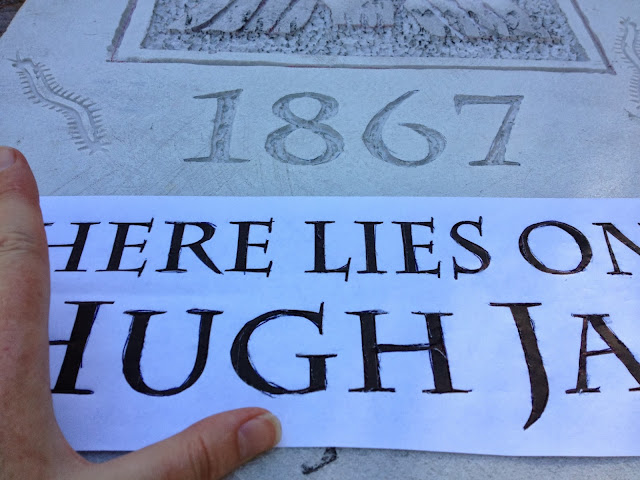 1867
HERE LIES ON
HUGH JA